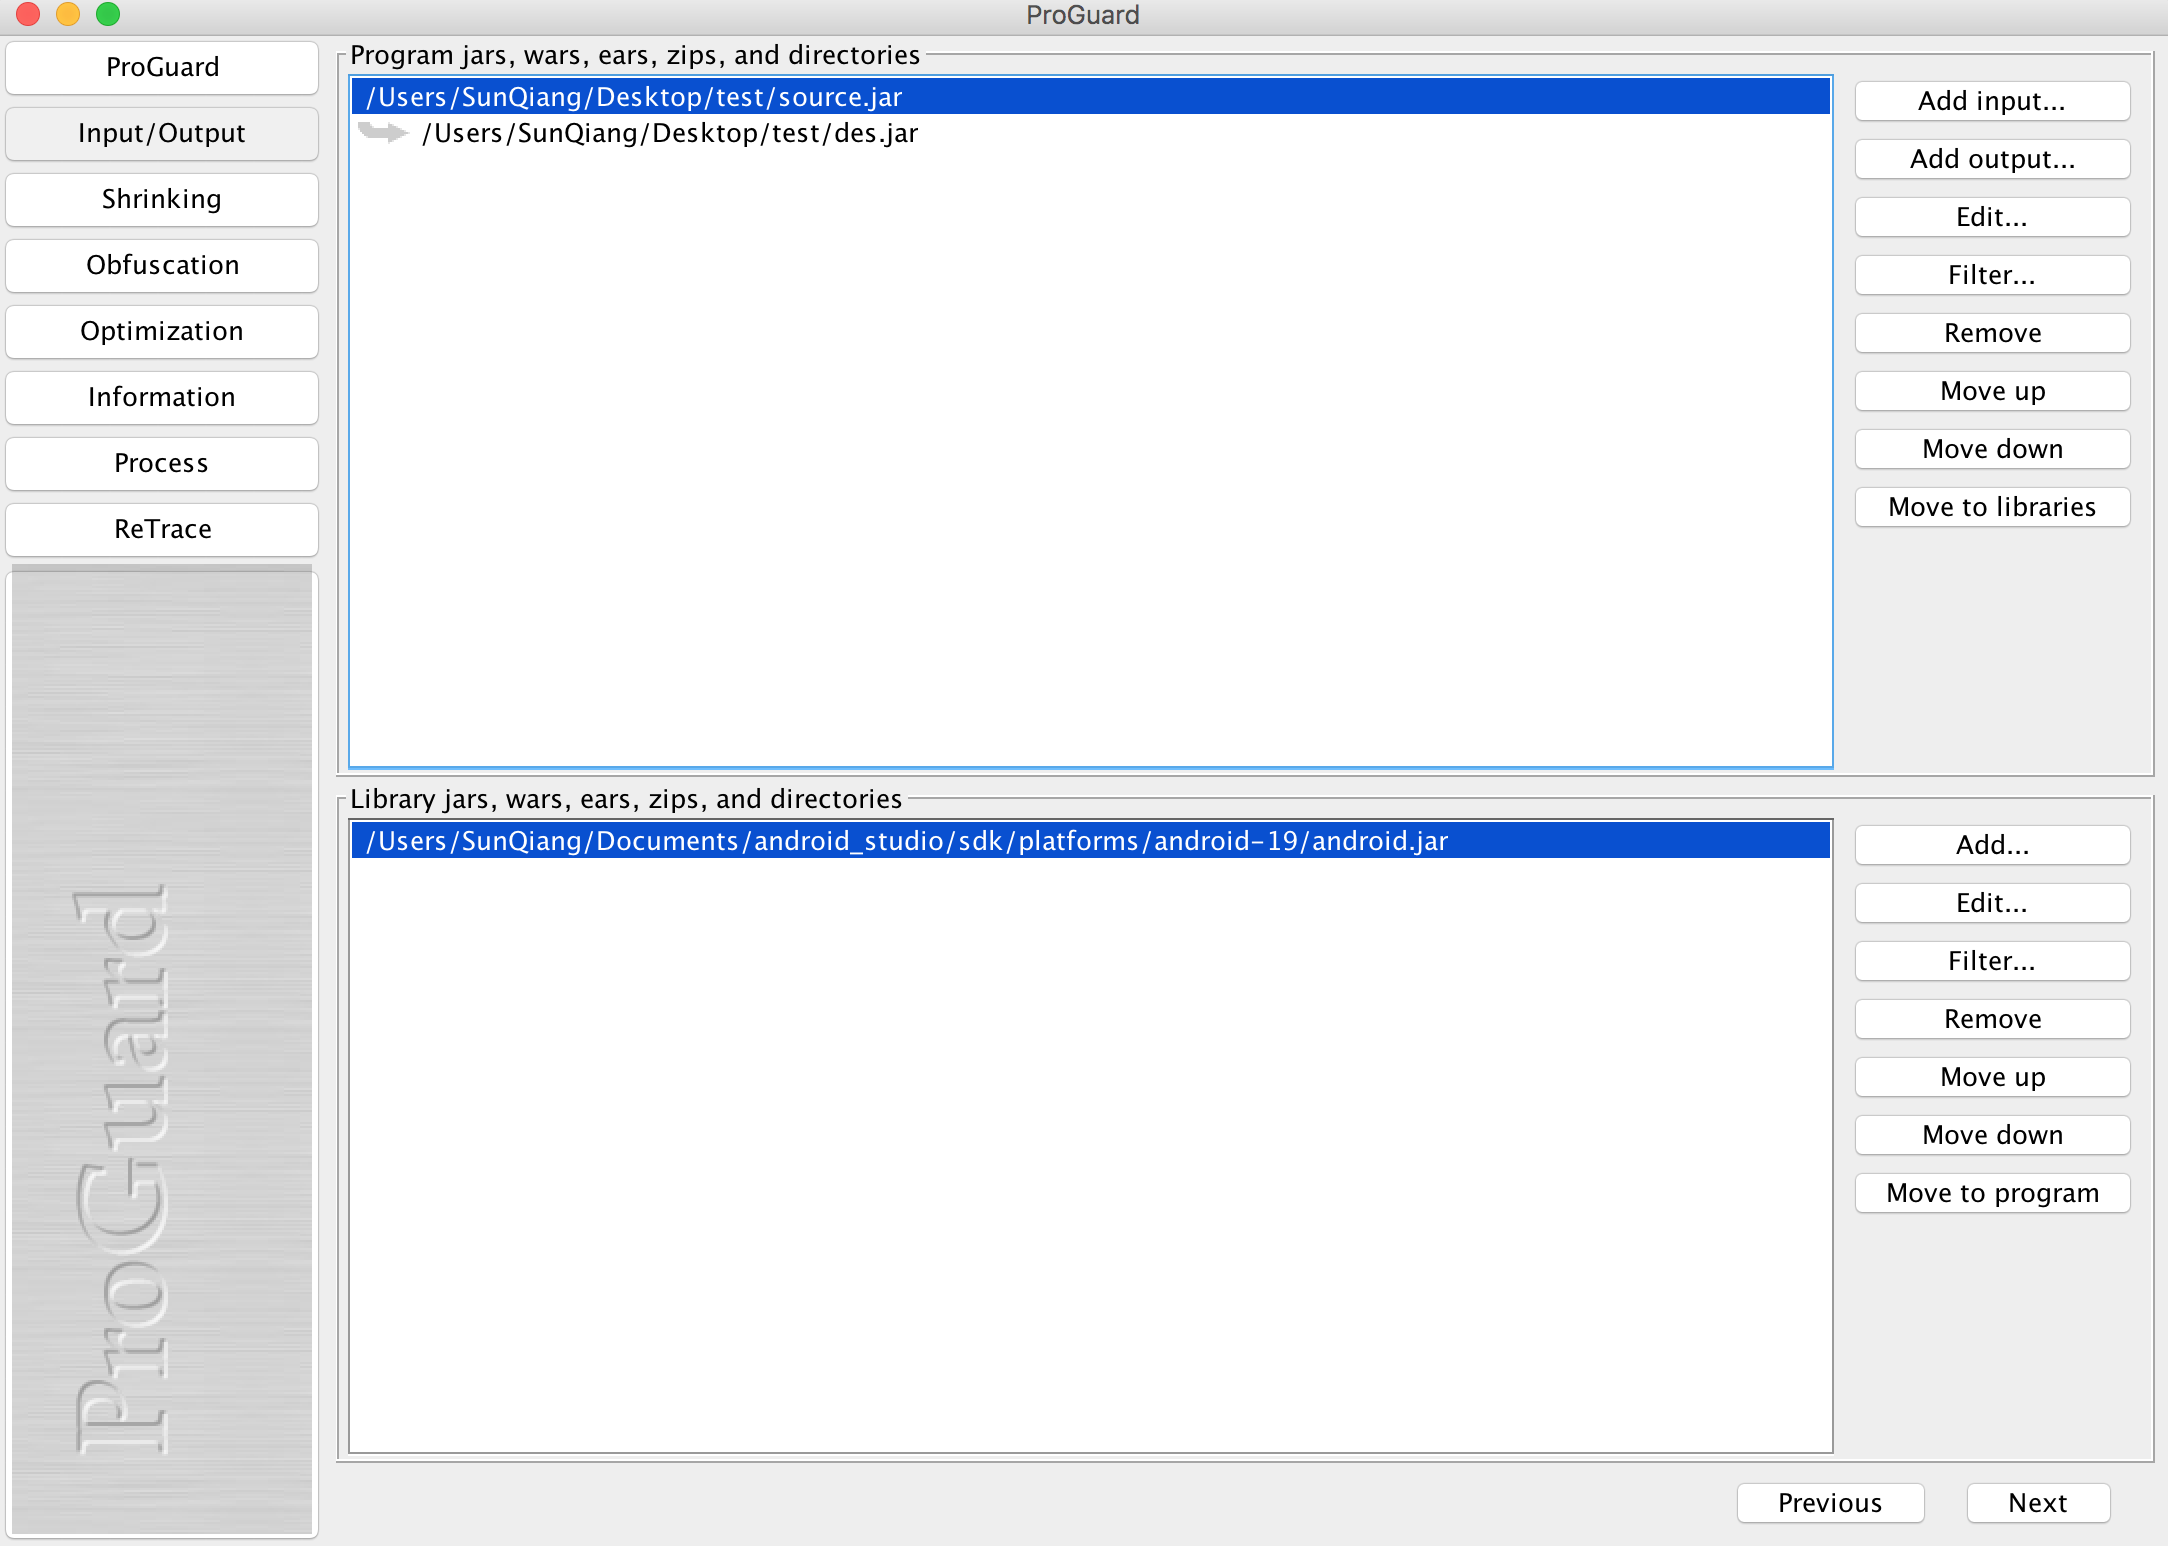 ProGuard
ProGuard
Input/Output
Shrinking
Obfuscation
Optimization
Information
Process
ReTrace
ProGuard
Program jars, wars, ears, zips, and directories
/Users/SunQiang/Desktop/test/source.jar
/Users/SunQiang/Desktop/test/des.jar
Add input...
Add output...
Edit...
Filter...
Remove
Move up
Move down
Move to libraries
Library jars, wars, ears, zips, and directories
/Users/SunQiang/Documents/android_studio/sdk/platforms/android-19/android.jar
Add...
Edit...
Filter...
Remove
Move up
Move down
Move to program
Previous
Next